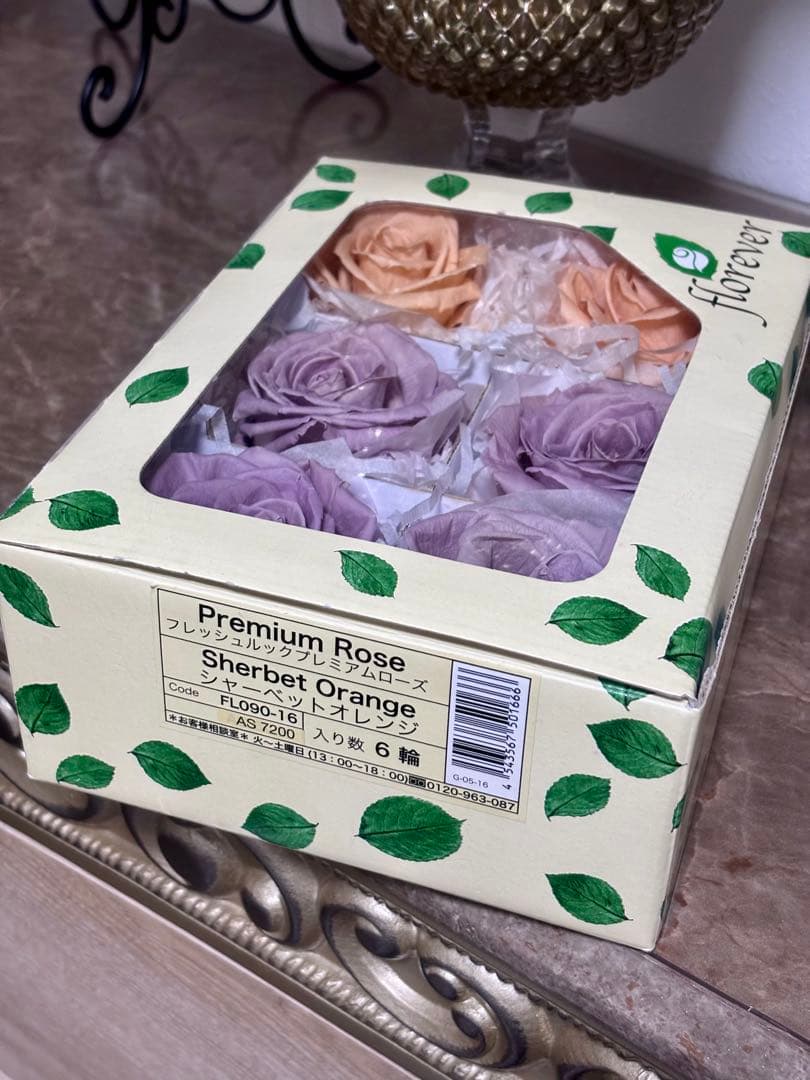 florever
Premium Rose
フレッシュルックプレミアムローズ
Sherbet Orange
シャーベットオレンジ
Code FL090-16
AS 7200 入り数 6 輪
*お客様相談室* 火~土曜日(13:00~18:00) 0120-963-087
G-05-16
4 543567 501666